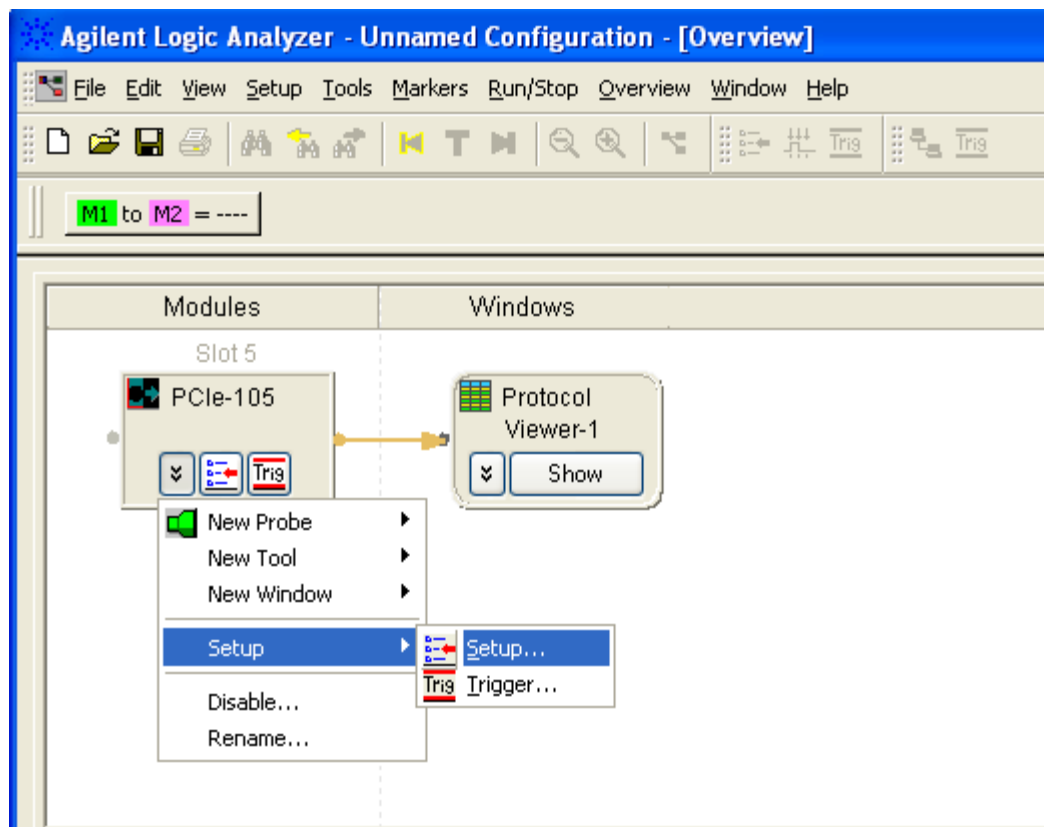 Agilent Logic Analyzer - Unnamed Configuration - [Overview]
File Edit View Setup Tools Markers Run/Stop Overview Window Help
T Trig Trig
M1 to M2 = ----
Modules Windows
Slot 5
PCIe-105
Trig
Protocol
Viewer-1
Show
New Probe
New Tool
New Window
Setup
Setup...
Trig Trigger...
Disable...
Rename...